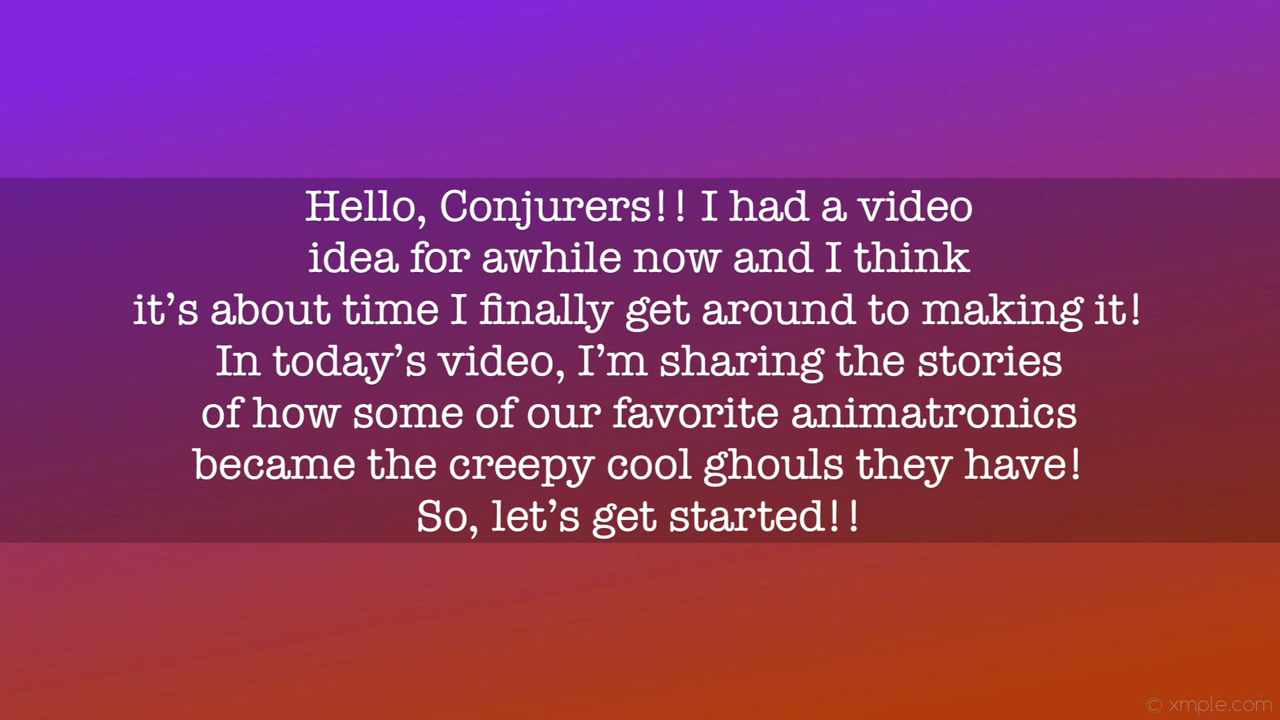 Hello, Conjurers!! I had a video
idea for awhile now and I think
it’s about time I finally get around to making it!
In today’s video, I’m sharing the stories
of how some of our favorite animatronics
became the creepy cool ghouls they have!
So, let’s get started!!
© xmple.com